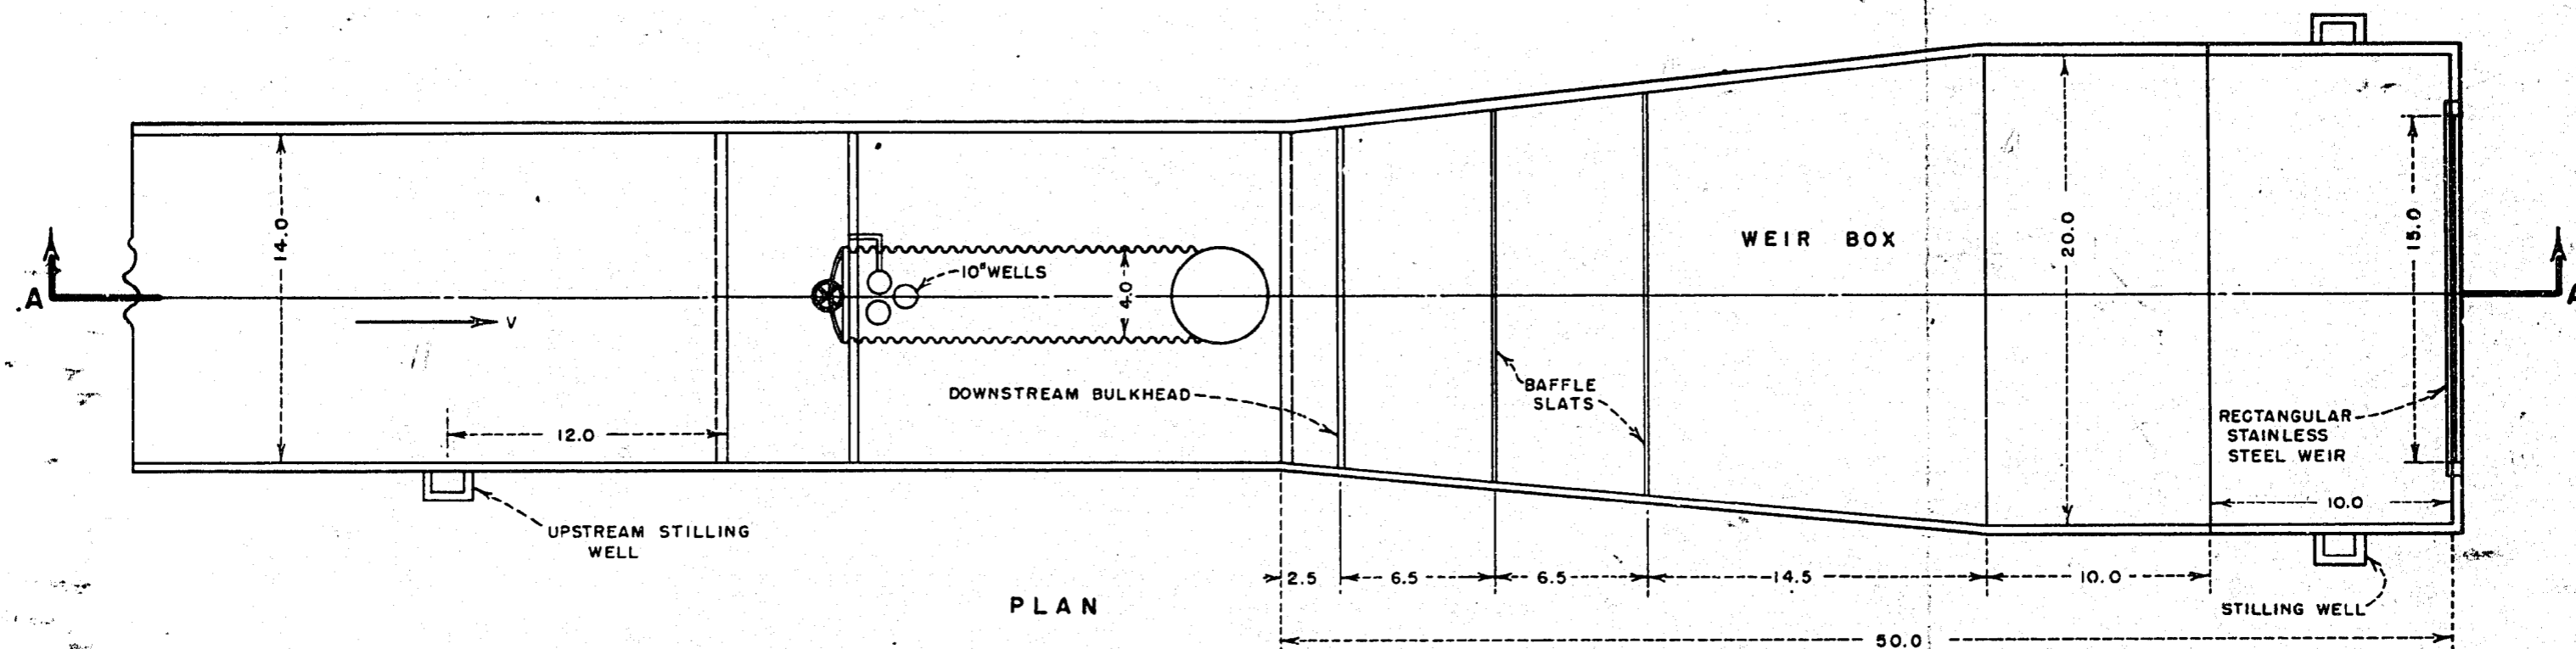 14.0
A
V
12.0
UPSTREAM STILLING
WELL
10" WELLS
4.0
DOWNSTREAM BULKHEAD
BAFFLE
SLATS
WEIR BOX
20.0
15.0
A
RECTANGULAR
STAINLESS
STEEL WEIR
10.0
2.5
6.5
6.5
14.5
10.0
STILLING WELL
50.0
PLAN